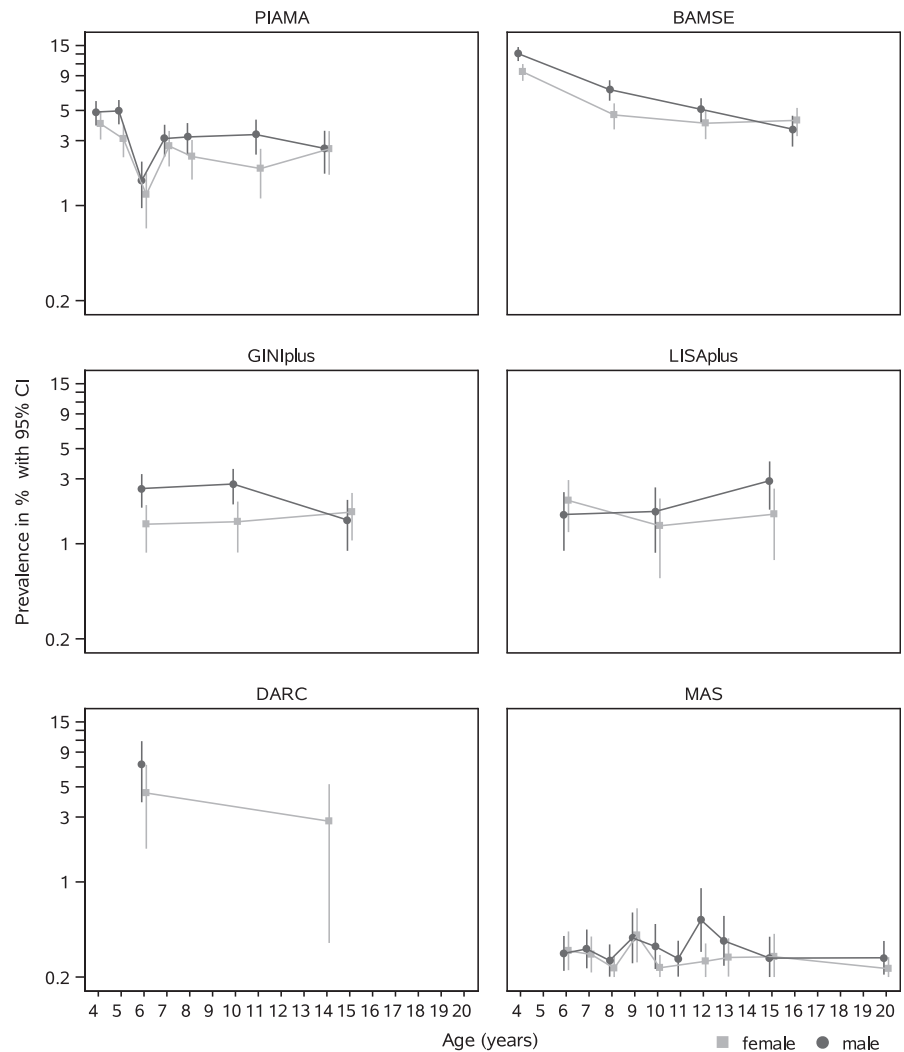 PIAMA BAMSE
15
9
5
3
1
0.2
GINIplus LISAplus
15
9
5
3
1
0.2
Prevalence in % with 95% CI
DARC MAS
15
9
5
3
1
0.2
4 5 6 7 8 9 10 11 12 13 14 15 16 17 18 19 20 4 5 6 7 8 9 10 11 12 13 14 15 16 17 18 19 20
Age (years)
female male